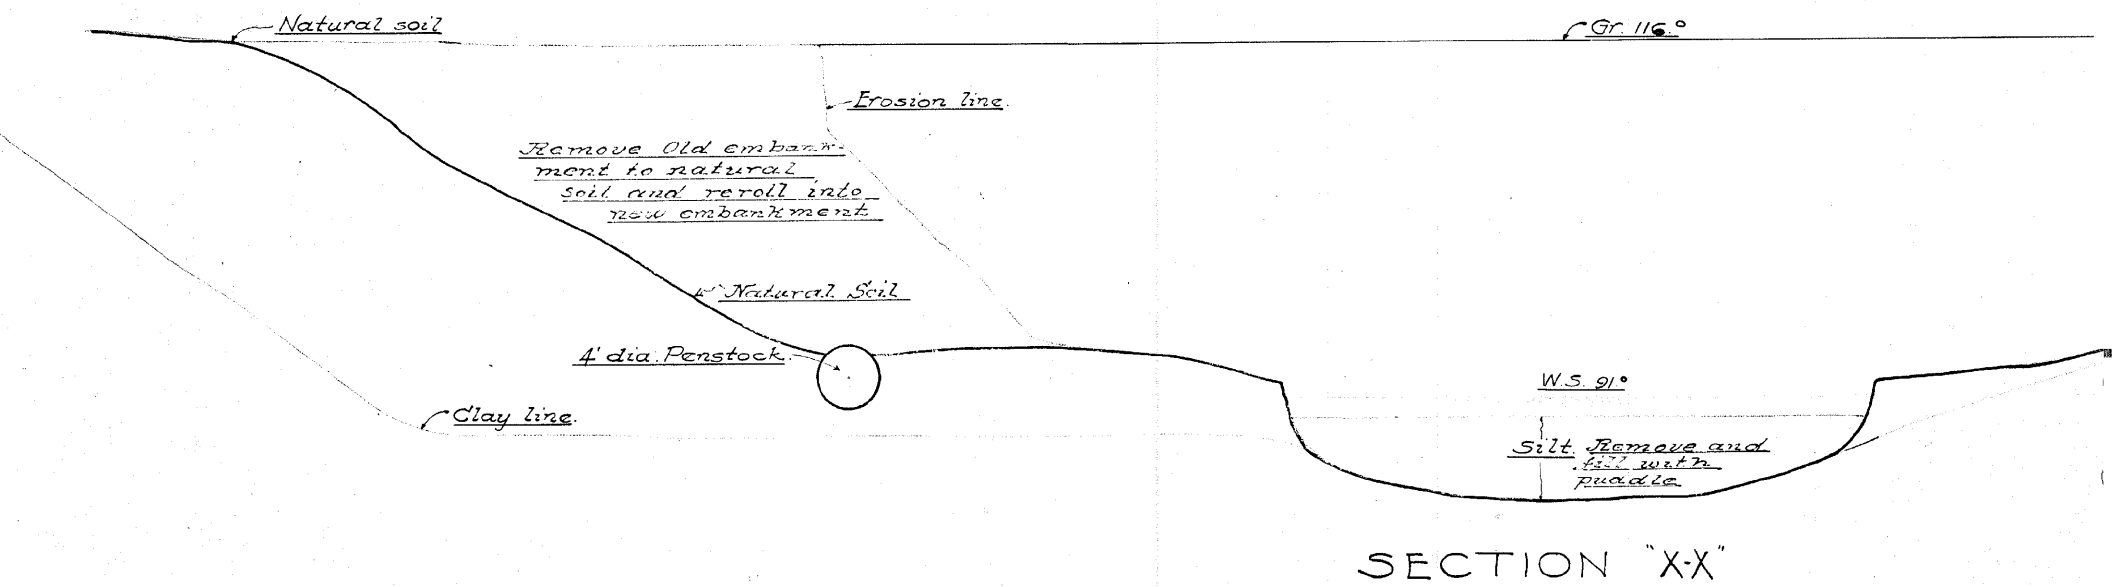 Natural soil
Gr. 116.0
Erosion line.
Remove Old embank-
ment to natural
soil and reroll into
new embankment
Natural Soil
4' dia. Penstock.
W.S. 91.0
Clay line.
Silt. Remove and
fill with
puddle
SECTION "X-X"